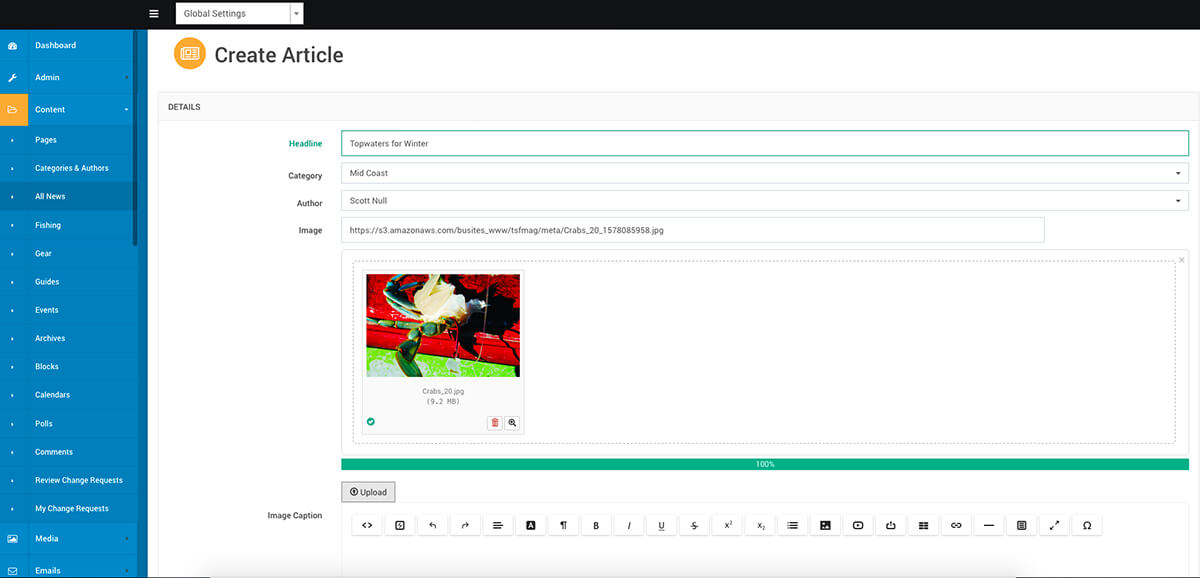 Global Settings
Create Article
Dashboard
Admin
Content
Pages
Categories & Authors
All News
Fishing
Gear
Guides
Events
Archives
Blocks
Calendars
Polls
Comments
Review Change Requests
My Change Requests
Media
Emails
DETAILS
Headline
Topwaters for Winter
Category
Mid Coast
Author
Scott Null
Image
https://s3.amazonaws.com/busites_www/tsfmag/meta/Crabs_20_1578085958.jpg
Crabs_20.jpg
(9.2 MB)
100%
Upload
Image Caption